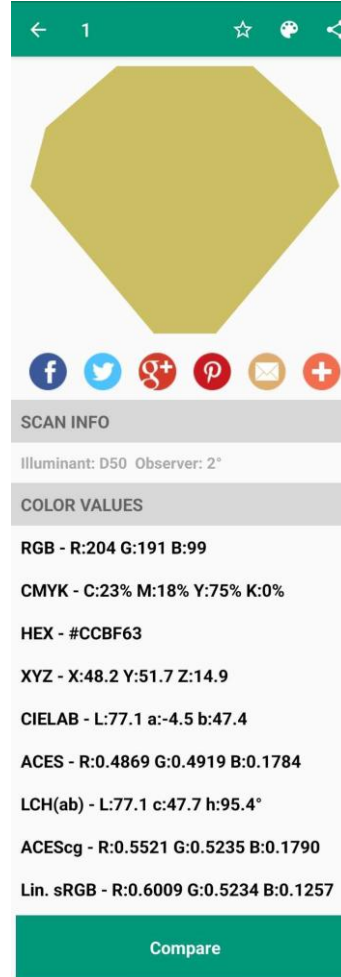 1
SCAN INFO
Illuminant: D50 Observer: 2°
COLOR VALUES
RGB - R:204 G:191 B:99
CMYK - C:23% M:18% Y:75% K:0%
HEX - #CCBF63
XYZ - X:48.2 Y:51.7 Z:14.9
CIELAB - L:77.1 a:-4.5 b:47.4
ACES - R:0.4869 G:0.4919 B:0.1784
LCH(ab) - L:77.1 c:47.7 h:95.4°
ACEScg - R:0.5521 G:0.5235 B:0.1790
Lin. sRGB - R:0.6009 G:0.5234 B:0.1257
Compare